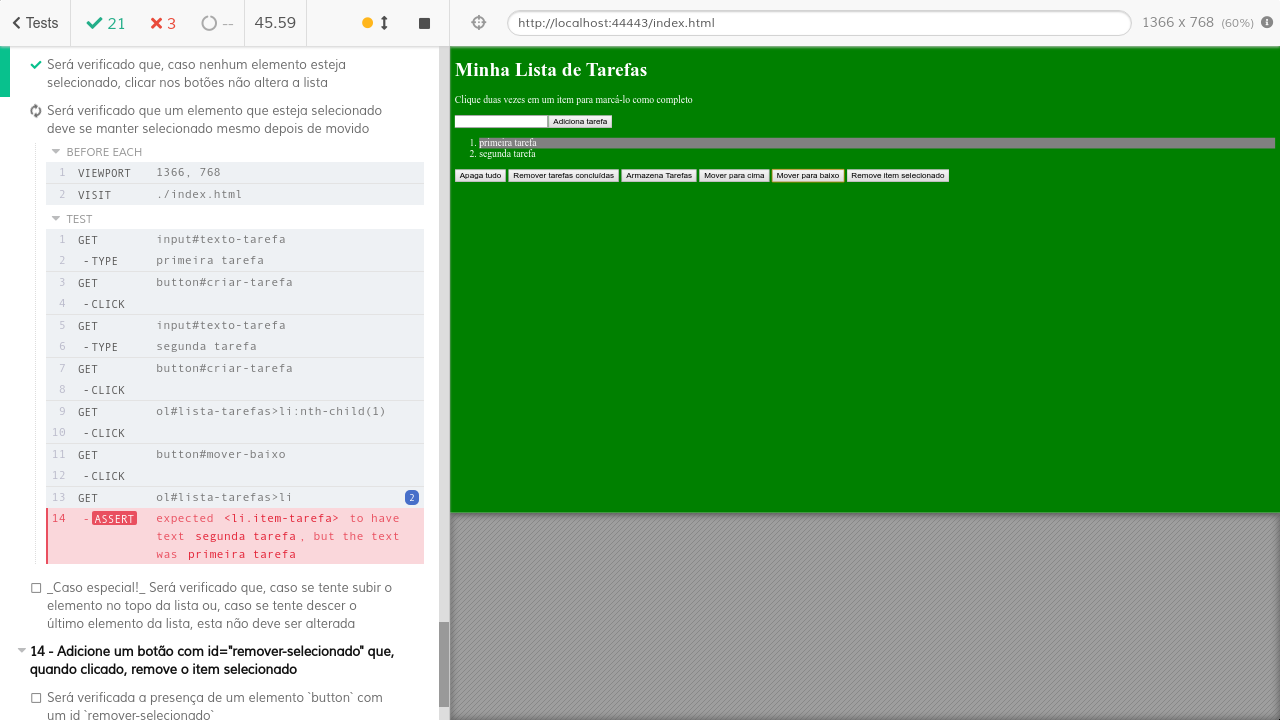 Tests
21
3
--
45.59
http://localhost:44443/index.html
1366 x 768 (60%)
Será verificado que, caso nenhum elemento esteja
selecionado, clicar nos botões não altera a lista
Será verificado que um elemento que esteja selecionado
deve se manter selecionado mesmo depois de movido
BEFORE EACH
1 VIEWPORT 1366, 768
2 VISIT ./index.html
TEST
1 GET input#texto-tarefa
2 -TYPE primeira tarefa
3 GET button#criar-tarefa
4 -CLICK
5 GET input#texto-tarefa
6 -TYPE segunda tarefa
7 GET button#criar-tarefa
8 -CLICK
9 GET ol#lista-tarefas>li:nth-child(1)
10 -CLICK
11 GET button#mover-baixo
12 -CLICK
13 GET ol#lista-tarefas>li 2
14 -ASSERT expected <li.item-tarefa> to have
text segunda tarefa, but the text
was primeira tarefa
_Caso especial!_ Será verificado que, caso se tente subir o
elemento no topo da lista ou, caso se tente descer o
último elemento da lista, esta não deve ser alterada
14 - Adicione um botão com id="remover-selecionado" que,
quando clicado, remove o item selecionado
Será verificada a presença de um elemento `button` com
um id `remover-selecionado`
Minha Lista de Tarefas
Clique duas vezes em um item para marcá-lo como completo
Adiciona tarefa
1. primeira tarefa
2. segunda tarefa
Apaga tudo Remover tarefas concluídas Armazena Tarefas Mover para cima Mover para baixo Remove item selecionado